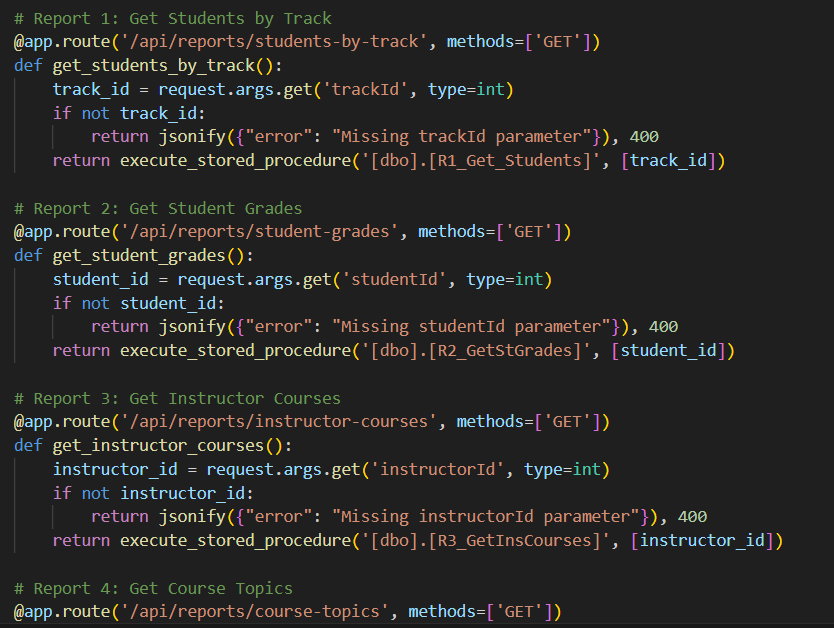 # Report 1: Get Students by Track
@app.route('/api/reports/students-by-track', methods=['GET'])
def get_students_by_track():
    track_id = request.args.get('trackId', type=int)
    if not track_id:
        return jsonify({"error": "Missing trackId parameter"}), 400
    return execute_stored_procedure('[dbo].[R1_Get_Students]', [track_id])

# Report 2: Get Student Grades
@app.route('/api/reports/student-grades', methods=['GET'])
def get_student_grades():
    student_id = request.args.get('studentId', type=int)
    if not student_id:
        return jsonify({"error": "Missing studentId parameter"}), 400
    return execute_stored_procedure('[dbo].[R2_GetStGrades]', [student_id])

# Report 3: Get Instructor Courses
@app.route('/api/reports/instructor-courses', methods=['GET'])
def get_instructor_courses():
    instructor_id = request.args.get('instructorId', type=int)
    if not instructor_id:
        return jsonify({"error": "Missing instructorId parameter"}), 400
    return execute_stored_procedure('[dbo].[R3_GetInsCourses]', [instructor_id])

# Report 4: Get Course Topics
@app.route('/api/reports/course-topics', methods=['GET'])